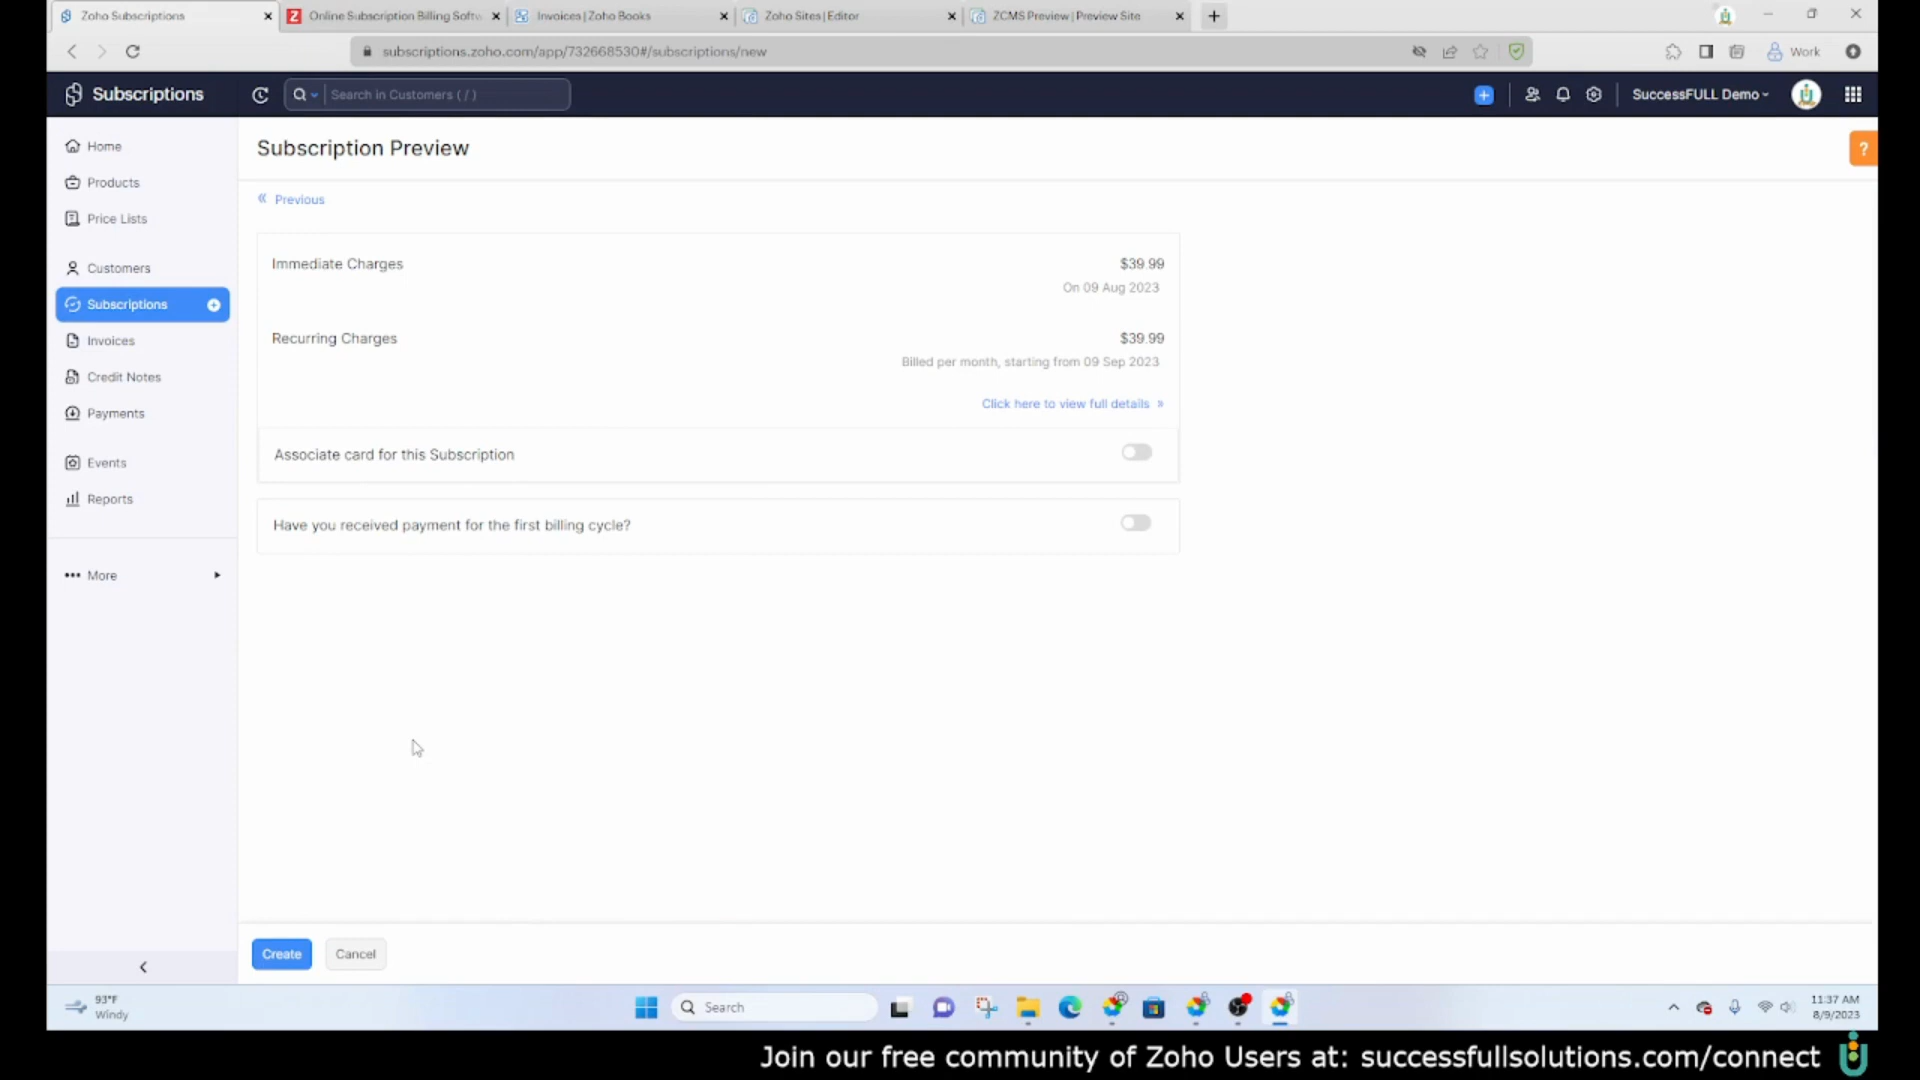 Zoho Subscriptions
Online Subscription Billing Softw
Invoices | Zoho Books
Zoho Sites | Editor
ZCMS Preview | Preview Site
subscriptions.zoho.com/app/732668530#/subscriptions/new
Work
Subscriptions
Search in Customers ( / )
SuccessFULL Demo
Home
Products
Price Lists
Customers
Subscriptions
Invoices
Credit Notes
Payments
Events
Reports
More
Subscription Preview
?
« Previous
Immediate Charges
$39.99
On 09 Aug 2023
Recurring Charges
$39.99
Billed per month, starting from 09 Sep 2023
Click here to view full details »
Associate card for this Subscription
Have you received payment for the first billing cycle?
Create
Cancel
93°F
Windy
Search
11:37 AM
8/9/2023
Join our free community of Zoho Users at: successfullsolutions.com/connect